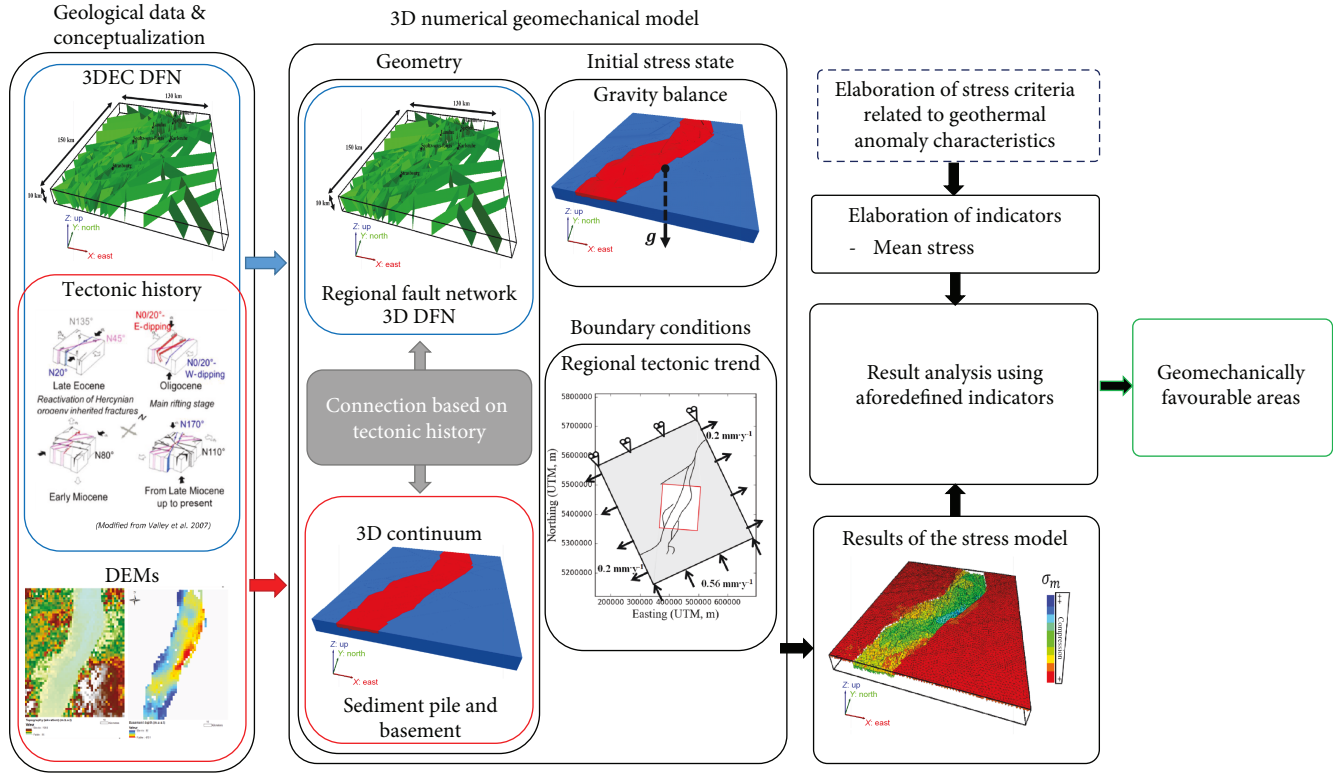 Geological data &
conceptualization
3DEC DFN
130 km
150 km
10 km
Z: up
Y: north
X: east
Tectonic history
N135°
N45°
N20°
Late Eocene
N0/20°-
E-dipping
N0/20°-
W-dipping
Oligocene
Reactivation of Hercynian
orogeny inherited fractures
Main rifting stage
N
N80°
Early Miocene
N170°
N110°
From Late Miocene
up to present
(Modified from Valley et al. 2007)
DEMs
3D numerical geomechanical model
Geometry
130 km
150 km
10 km
Z: up
Y: north
X: east
Regional fault network
3D DFN
Connection based on
tectonic history
3D continuum
Z: up
Y: north
X: east
Sediment pile and
basement
Initial stress state
Gravity balance
g
Z: up
Y: north
X: east
Boundary conditions
Regional tectonic trend
5800000
5700000
5600000
5500000
5400000
5300000
5200000
Northing (UTM, m)
0.2 mm·y-1
0.2 mm·y-1
0.56 mm·y-1
200000 300000 400000 500000 600000
Easting (UTM, m)
Elaboration of stress criteria
related to geothermal
anomaly characteristics
Elaboration of indicators
- Mean stress
Result analysis using
aforedefined indicators
Geomechanically
favourable areas
Results of the stress model
σm
Compression
Z: up
Y: north
X: east